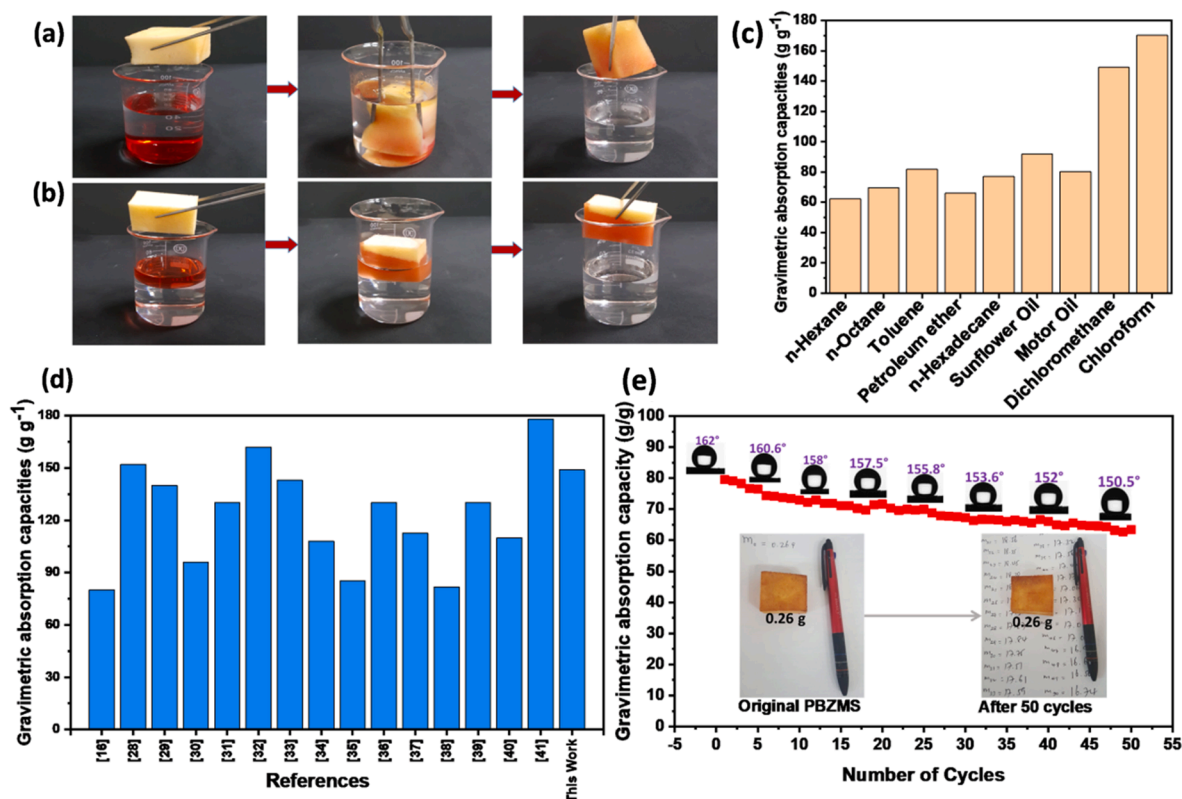 (a)
(b)
(c)
Gravimetric absorption capacities (g g⁻¹)
180
160
140
120
100
80
60
40
20
0
n-Hexane
n-Octane
Toluene
Petroleum ether
n-Hexadecane
Sunflower Oil
Motor Oil
Dichloromethane
Chloroform
(d)
Gravimetric absorption capacities (g g⁻¹)
180
150
120
90
60
30
0
[16]
[28]
[29]
[30]
[31]
[32]
[33]
[34]
[35]
[36]
[37]
[38]
[39]
[40]
[41]
This Work
References
(e)
Gravimetric absorption capacity (g/g)
100
90
80
70
60
50
40
30
20
10
0
162°
160.6°
158°
157.5°
155.8°
153.6°
152°
150.5°
0.26 g
0.26 g
Original PBZMS
After 50 cycles
-5 0 5 10 15 20 25 30 35 40 45 50 55
Number of Cycles